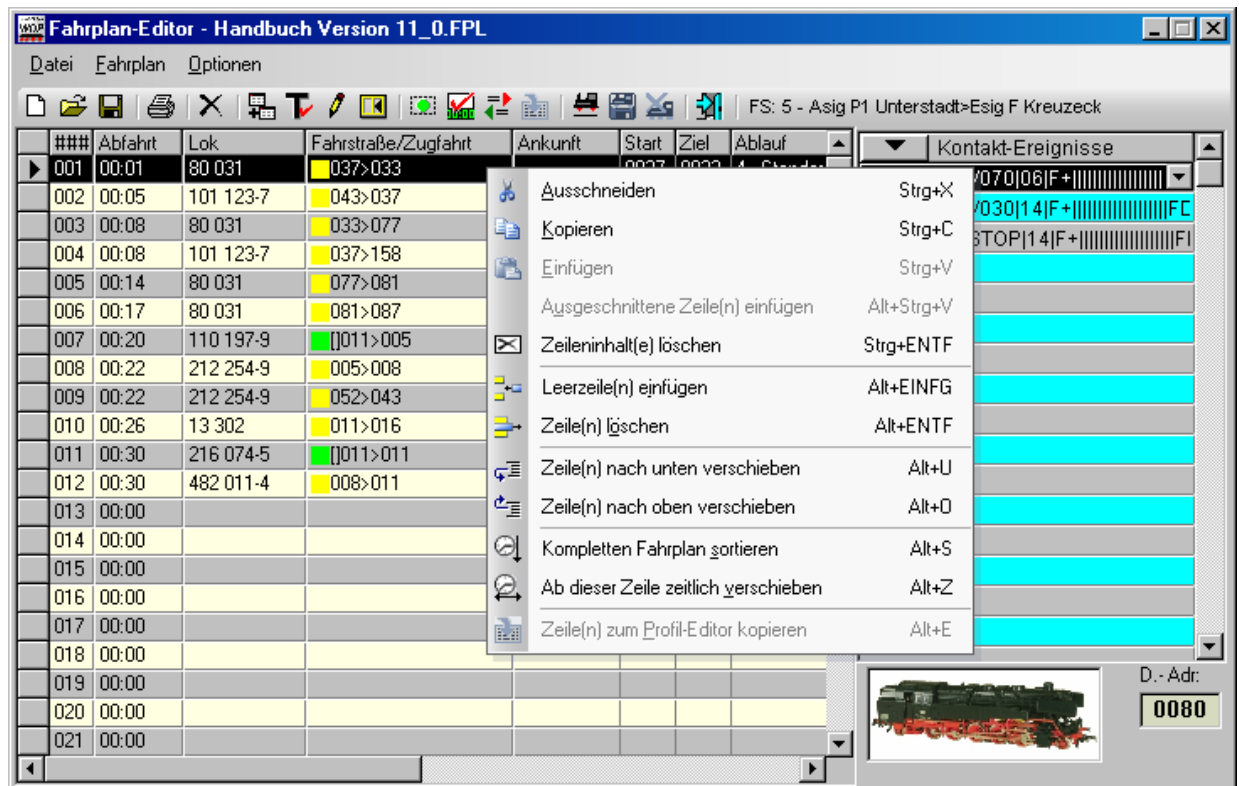 Fahrplan-Editor - Handbuch Version 11_0.FPL
Datei Fahrplan Optionen
FS: 5 - Asig P1 Unterstadt>Esig F Kreuzeck
### Abfahrt Lok Fahrstraße/Zugfahrt Ankunft Start Ziel Ablauf
001 00:01 80 031 037>033
002 00:05 101 123-7 043>037
003 00:08 80 031 033>077
004 00:08 101 123-7 037>158
005 00:14 80 031 077>081
006 00:17 80 031 081>087
007 00:20 110 197-9 []011>005
008 00:22 212 254-9 005>008
009 00:22 212 254-9 052>043
010 00:26 13 302 011>016
011 00:30 216 074-5 []011>011
012 00:30 482 011-4 008>011
013 00:00
014 00:00
015 00:00
016 00:00
017 00:00
018 00:00
019 00:00
020 00:00
021 00:00
Ausschneiden Strg+X
Kopieren Strg+C
Einfügen Strg+V
Ausgeschnittene Zeile(n) einfügen Alt+Strg+V
Zeileninhalt(e) löschen Strg+ENTF
Leerzeile(n) einfügen Alt+EINFG
Zeile(n) löschen Alt+ENTF
Zeile(n) nach unten verschieben Alt+U
Zeile(n) nach oben verschieben Alt+O
Kompletten Fahrplan sortieren Alt+S
Ab dieser Zeile zeitlich verschieben Alt+Z
Zeile(n) zum Profil-Editor kopieren Alt+E
Kontakt-Ereignisse
V070|06|F+||||||||||||||||||
V030|14|F+|||||||||||||||||||FD
STOP|14|F+|||||||||||||||||||FI
D.- Adr:
0080